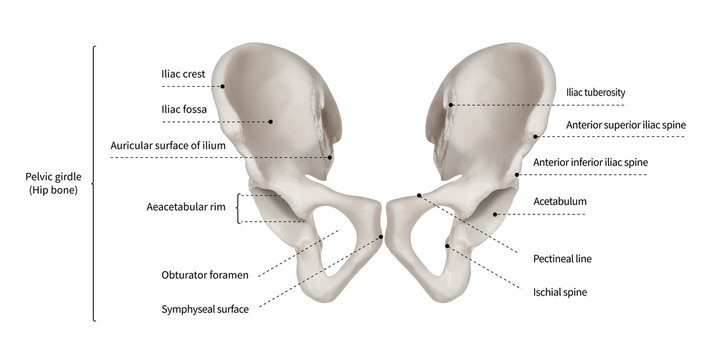 Iliac crest
Iliac fossa
Auricular surface of ilium
Pelvic girdle
(Hip bone)
Aeacetabular rim
Obturator foramen
Symphyseal surface
Iliac tuberosity
Anterior superior iliac spine
Anterior inferior iliac spine
Acetabulum
Pectineal line
Ischial spine